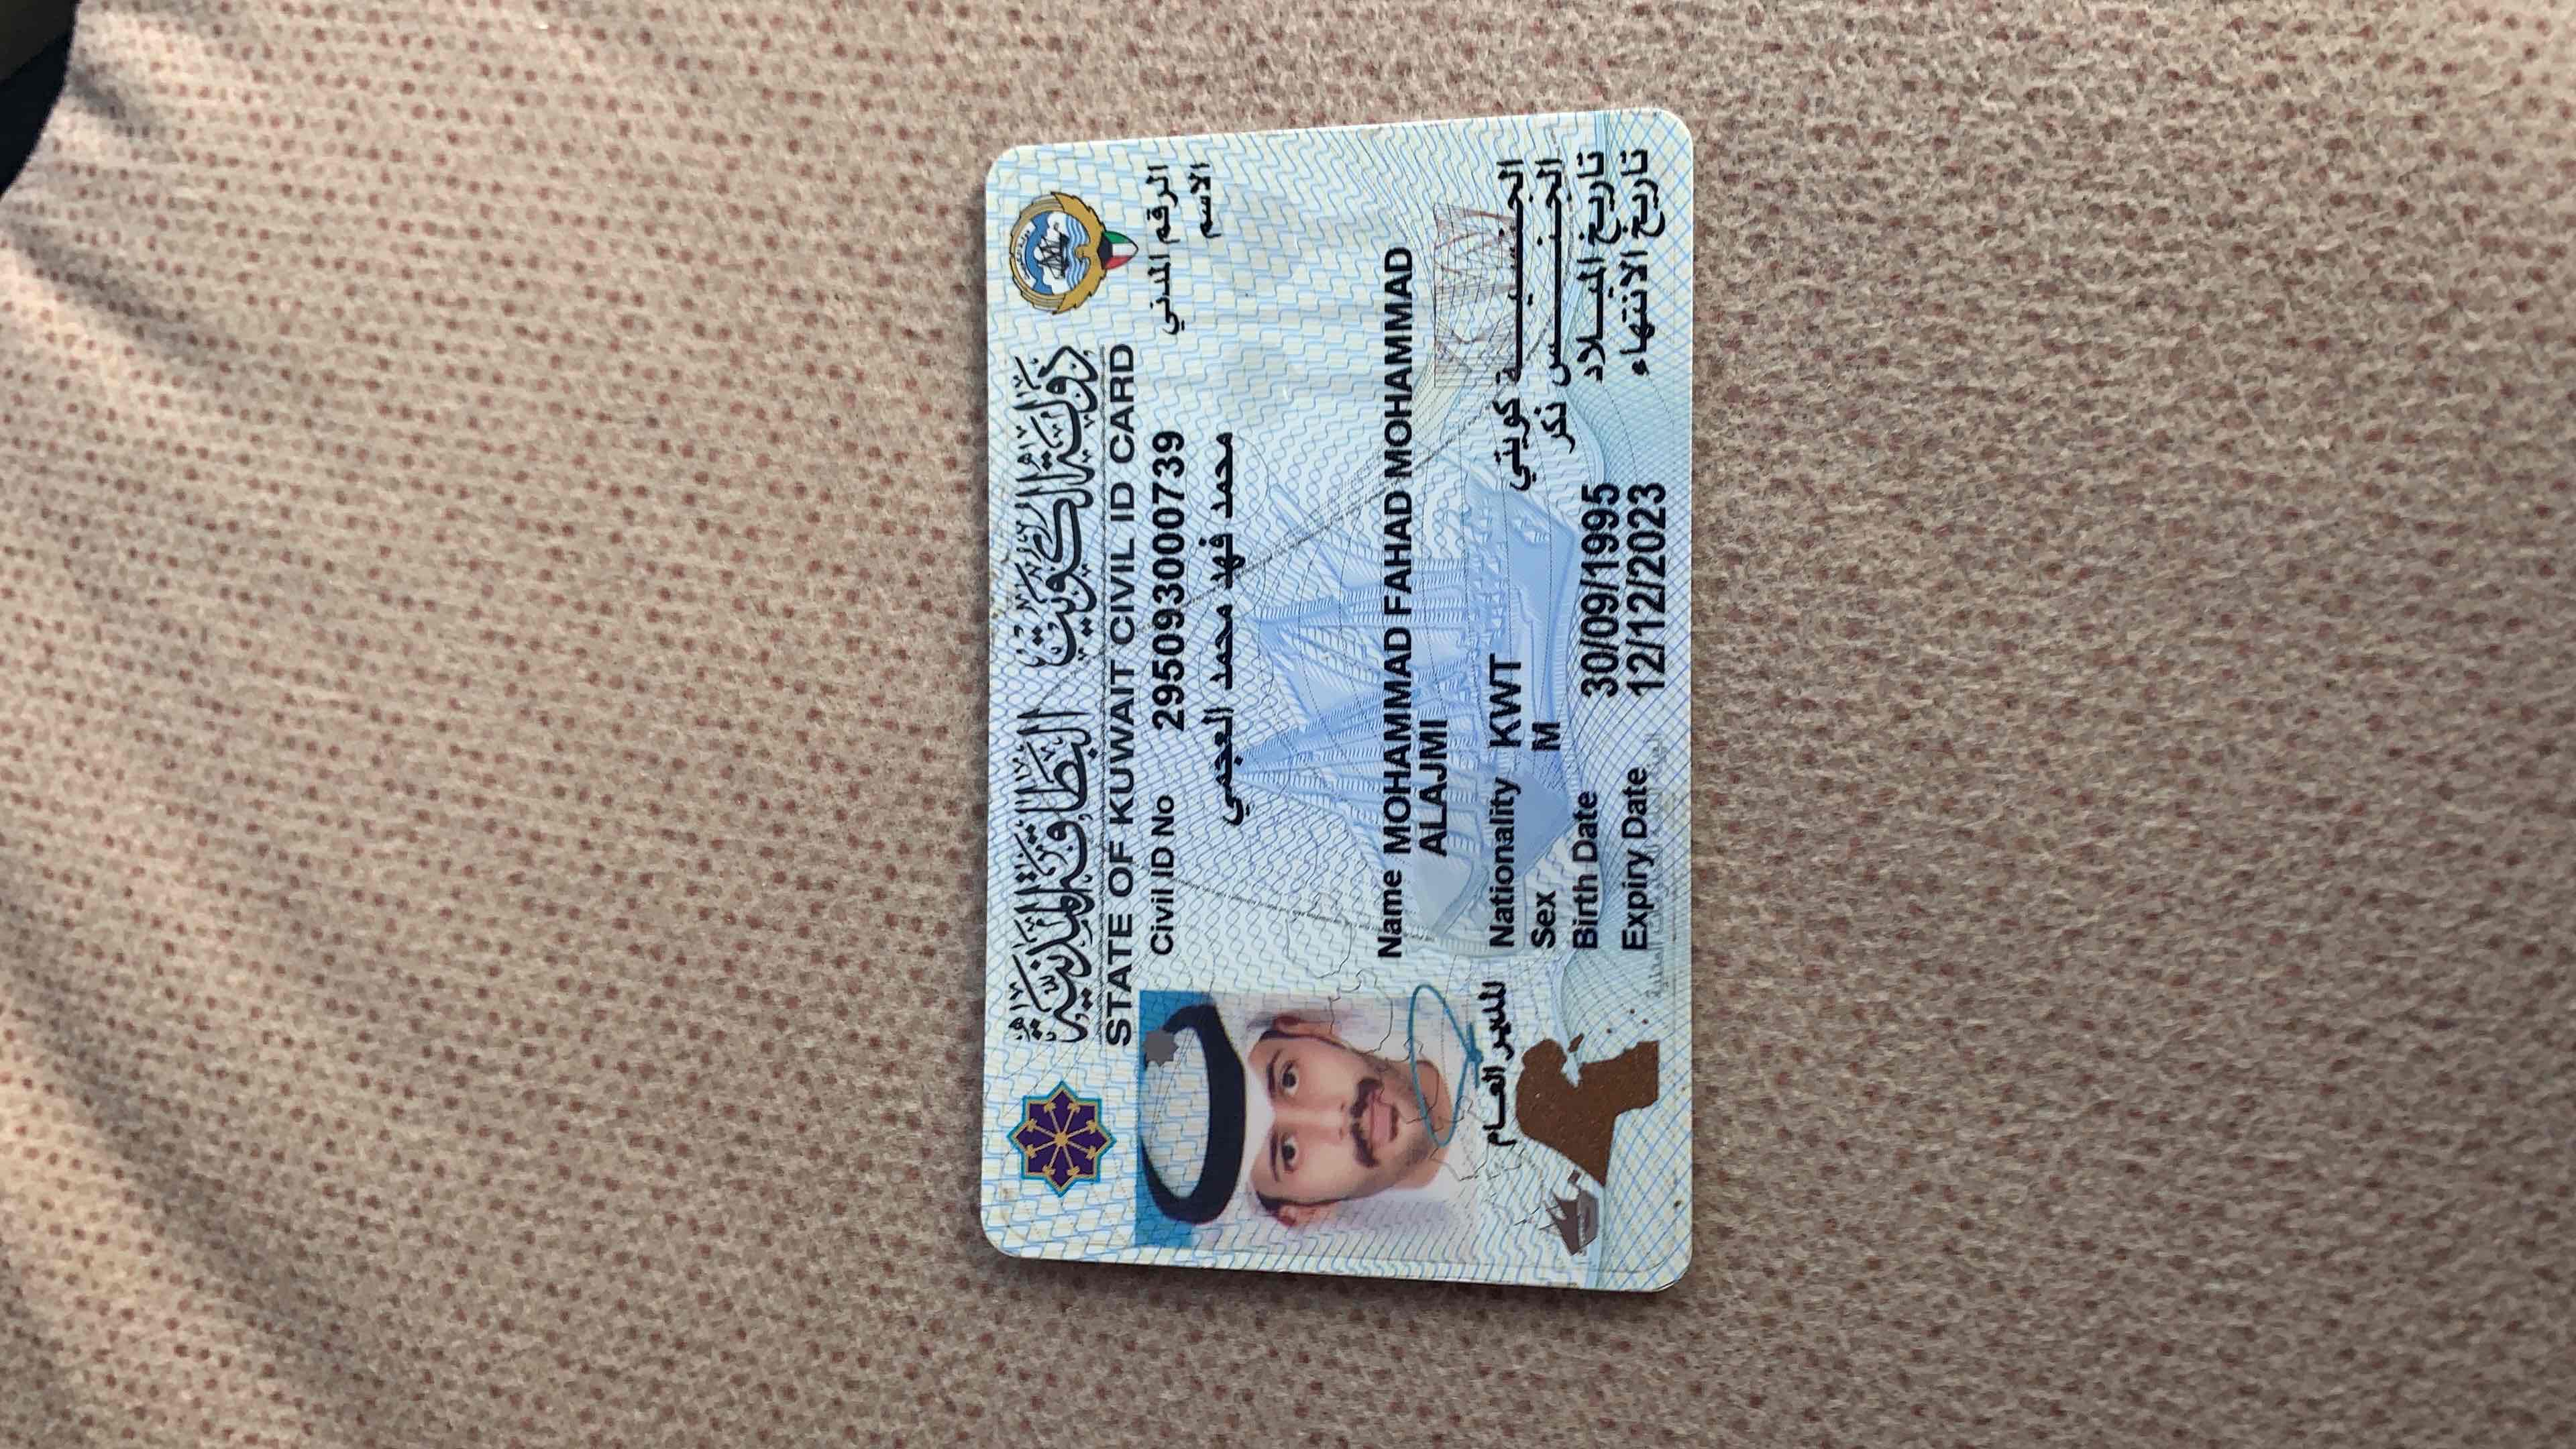 البطاقة المدنية دولة الكويت
STATE OF KUWAIT CIVIL ID CARD
Civil ID No 295093000739 الرقم المدني
محمد فهد محمد العجمي الاسم
Name MOHAMMAD FAHAD MOHAMMAD
ALAJMI
Nationality KWT كويتي الجنسية
Sex M ذكر الجنس
Birth Date 30/09/1995 تاريخ الميلاد
Expiry Date 12/12/2023 تاريخ الانتهاء
المدير العام